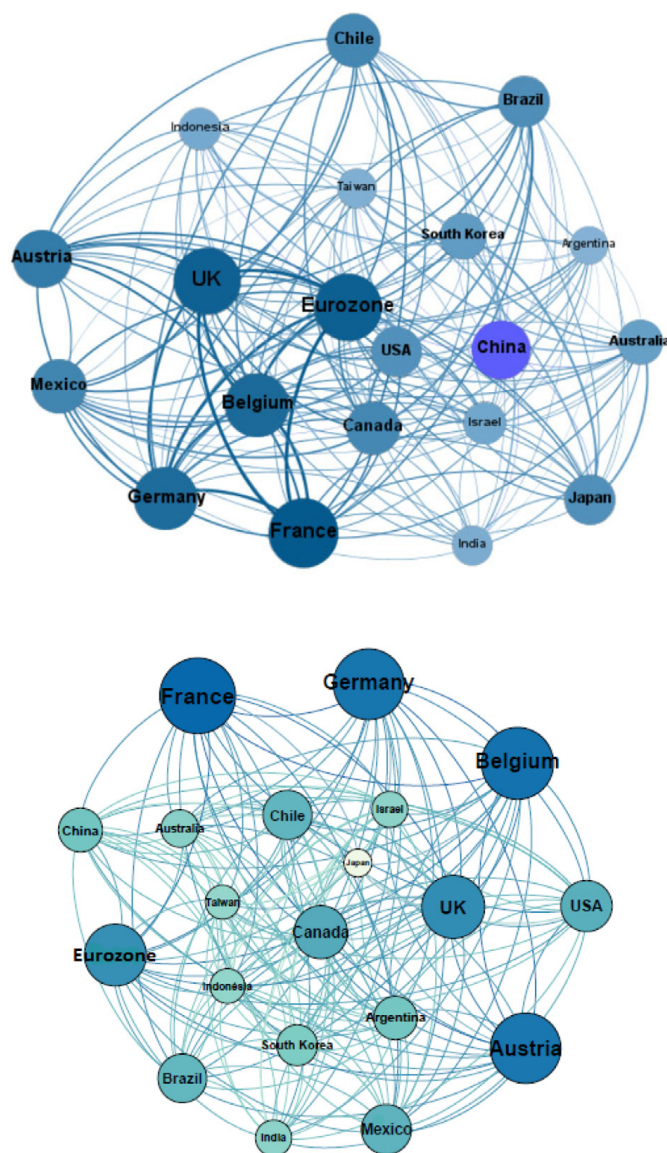 Chile
Brazil
Indonesia
Taiwan
South Korea
Argentina
Austria
UK
Eurozone
USA
China
Australia
Mexico
Belgium
Canada
Israel
Germany
France
Japan
India
Germany
France
Belgium
Israel
Chile
China
Australia
Japan
Taiwan
UK
USA
Canada
Eurozone
Indonésia
Argentina
South Korea
Austria
Brazil
Mexico
India